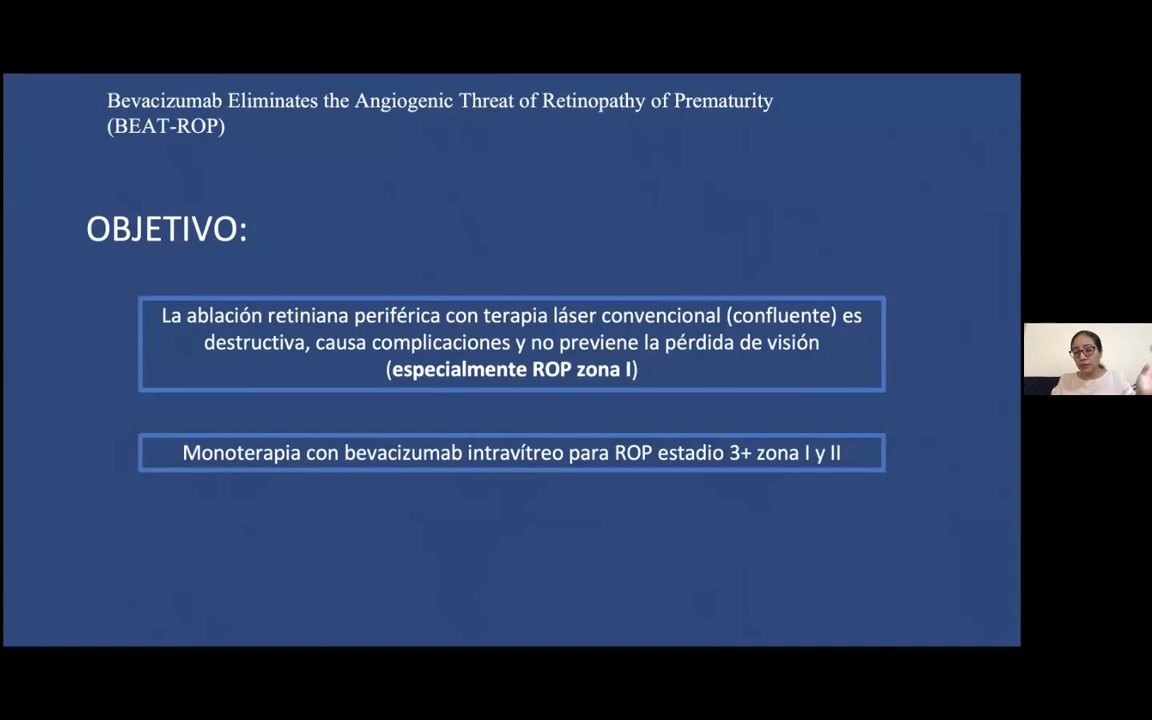 Bevacizumab Eliminates the Angiogenic Threat of Retinopathy of Prematurity
(BEAT-ROP)
OBJETIVO:
La ablación retiniana periférica con terapia láser convencional (confluente) es
destructiva, causa complicaciones y no previene la pérdida de visión
(especialmente ROP zona I)
Monoterapia con bevacizumab intravítreo para ROP estadio 3+ zona I y II